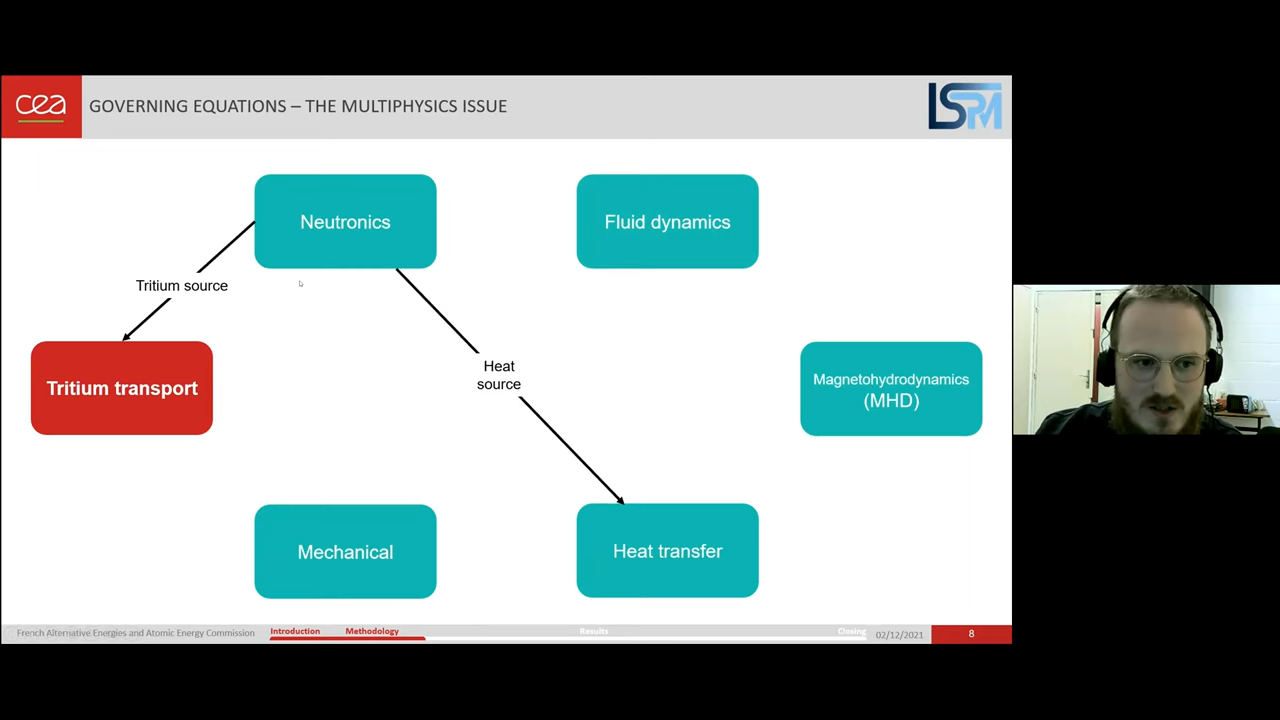 cea
GOVERNING EQUATIONS – THE MULTIPHYSICS ISSUE
LSPM
Neutronics
Fluid dynamics
Tritium source
Heat
source
Tritium transport
Magnetohydrodynamics
(MHD)
Mechanical
Heat transfer
French Alternative Energies and Atomic Energy Commission
Introduction
Methodology
Results
Closing
02/12/2021
8